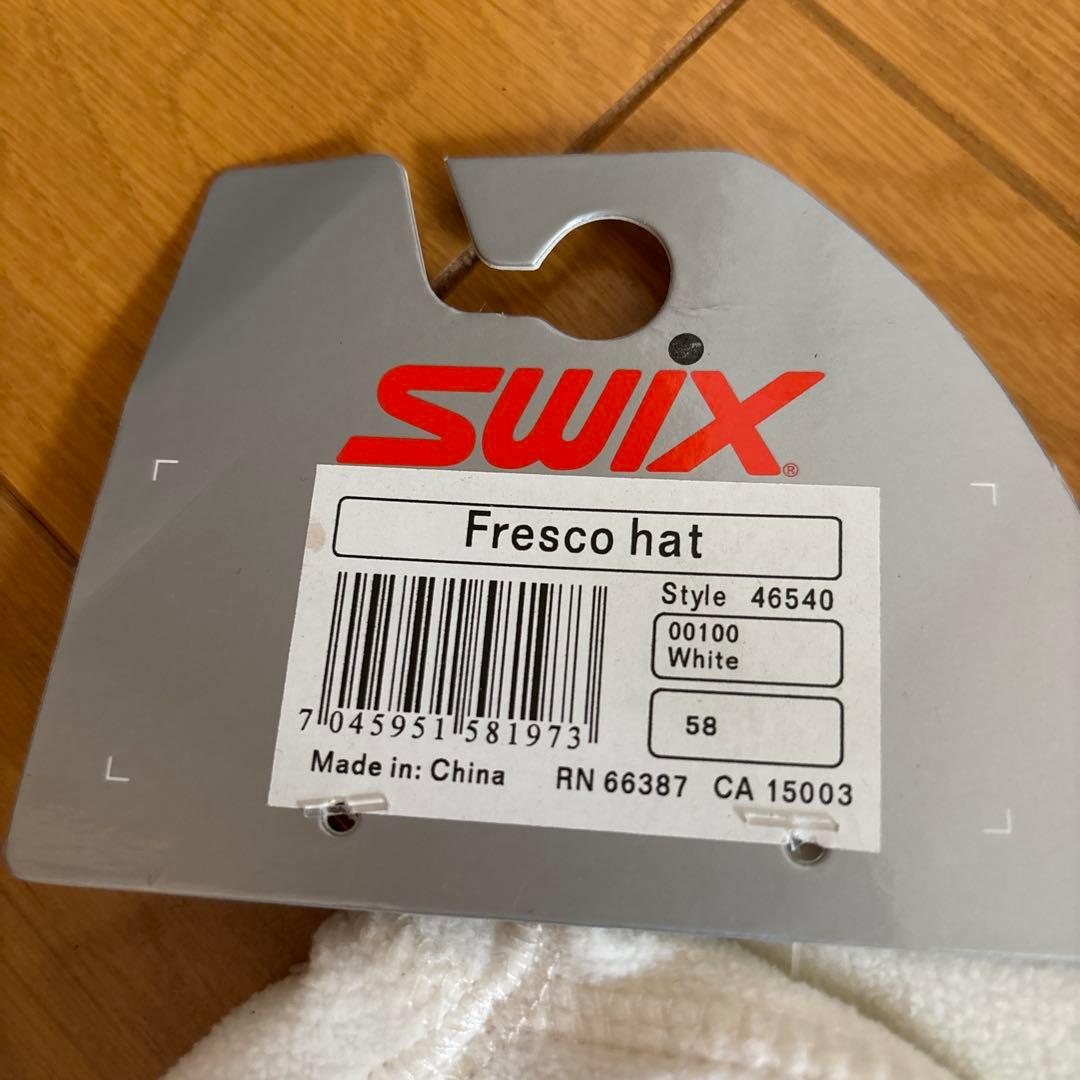 SWIX®
Fresco hat
Style 46540
00100
White
58
7 045951 581973
Made in: China RN 66387 CA 15003